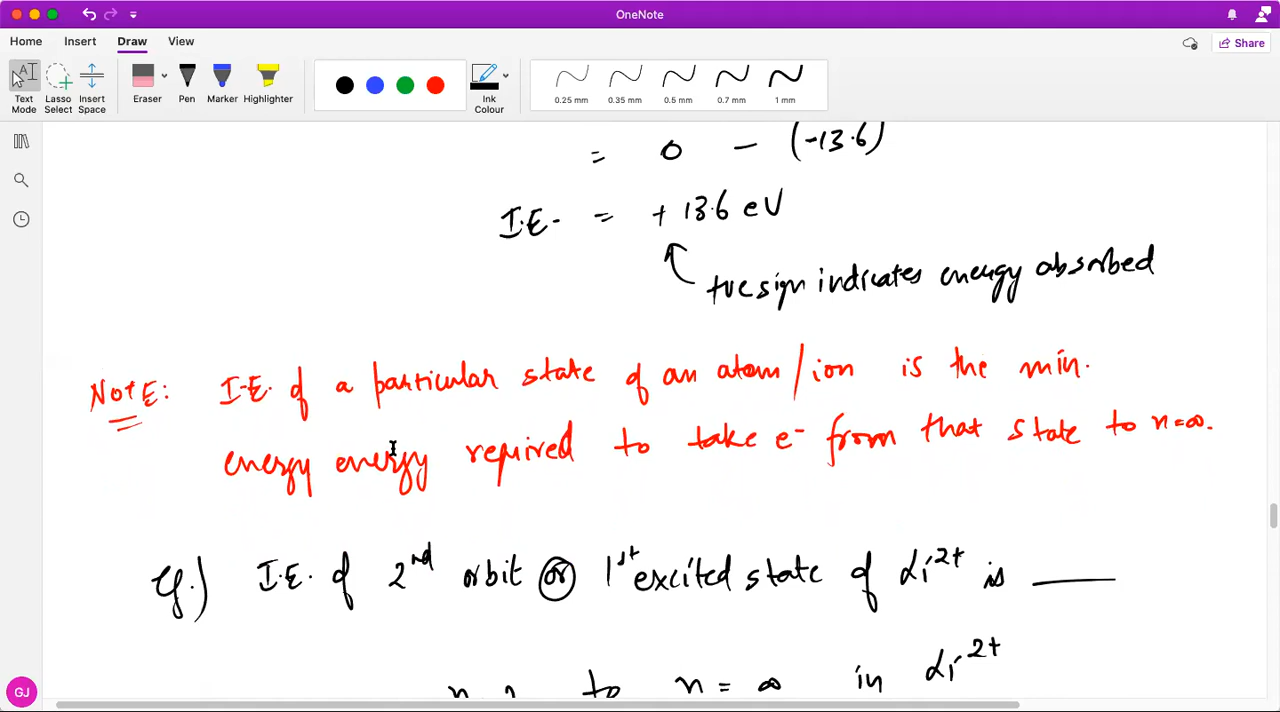 OneNote
Home Insert Draw View
Share
Text Mode
Lasso Select
Insert Space
Eraser
Pen
Marker
Highlighter
Ink Colour
0.25 mm 0.35 mm 0.5 mm 0.7 mm 1 mm
= 0 - (-13.6)
I.E. = + 13.6 eV
+ve sign indicates energy absorbed
NOTE: I.E. of a particular state of an atom/ion is the min.
energy energy required to take e- from that state to n=∞.
eg.) I.E. of 2nd orbit or 1st excited state of Li2+ is ____
to n = ∞ in Li2+
GJ